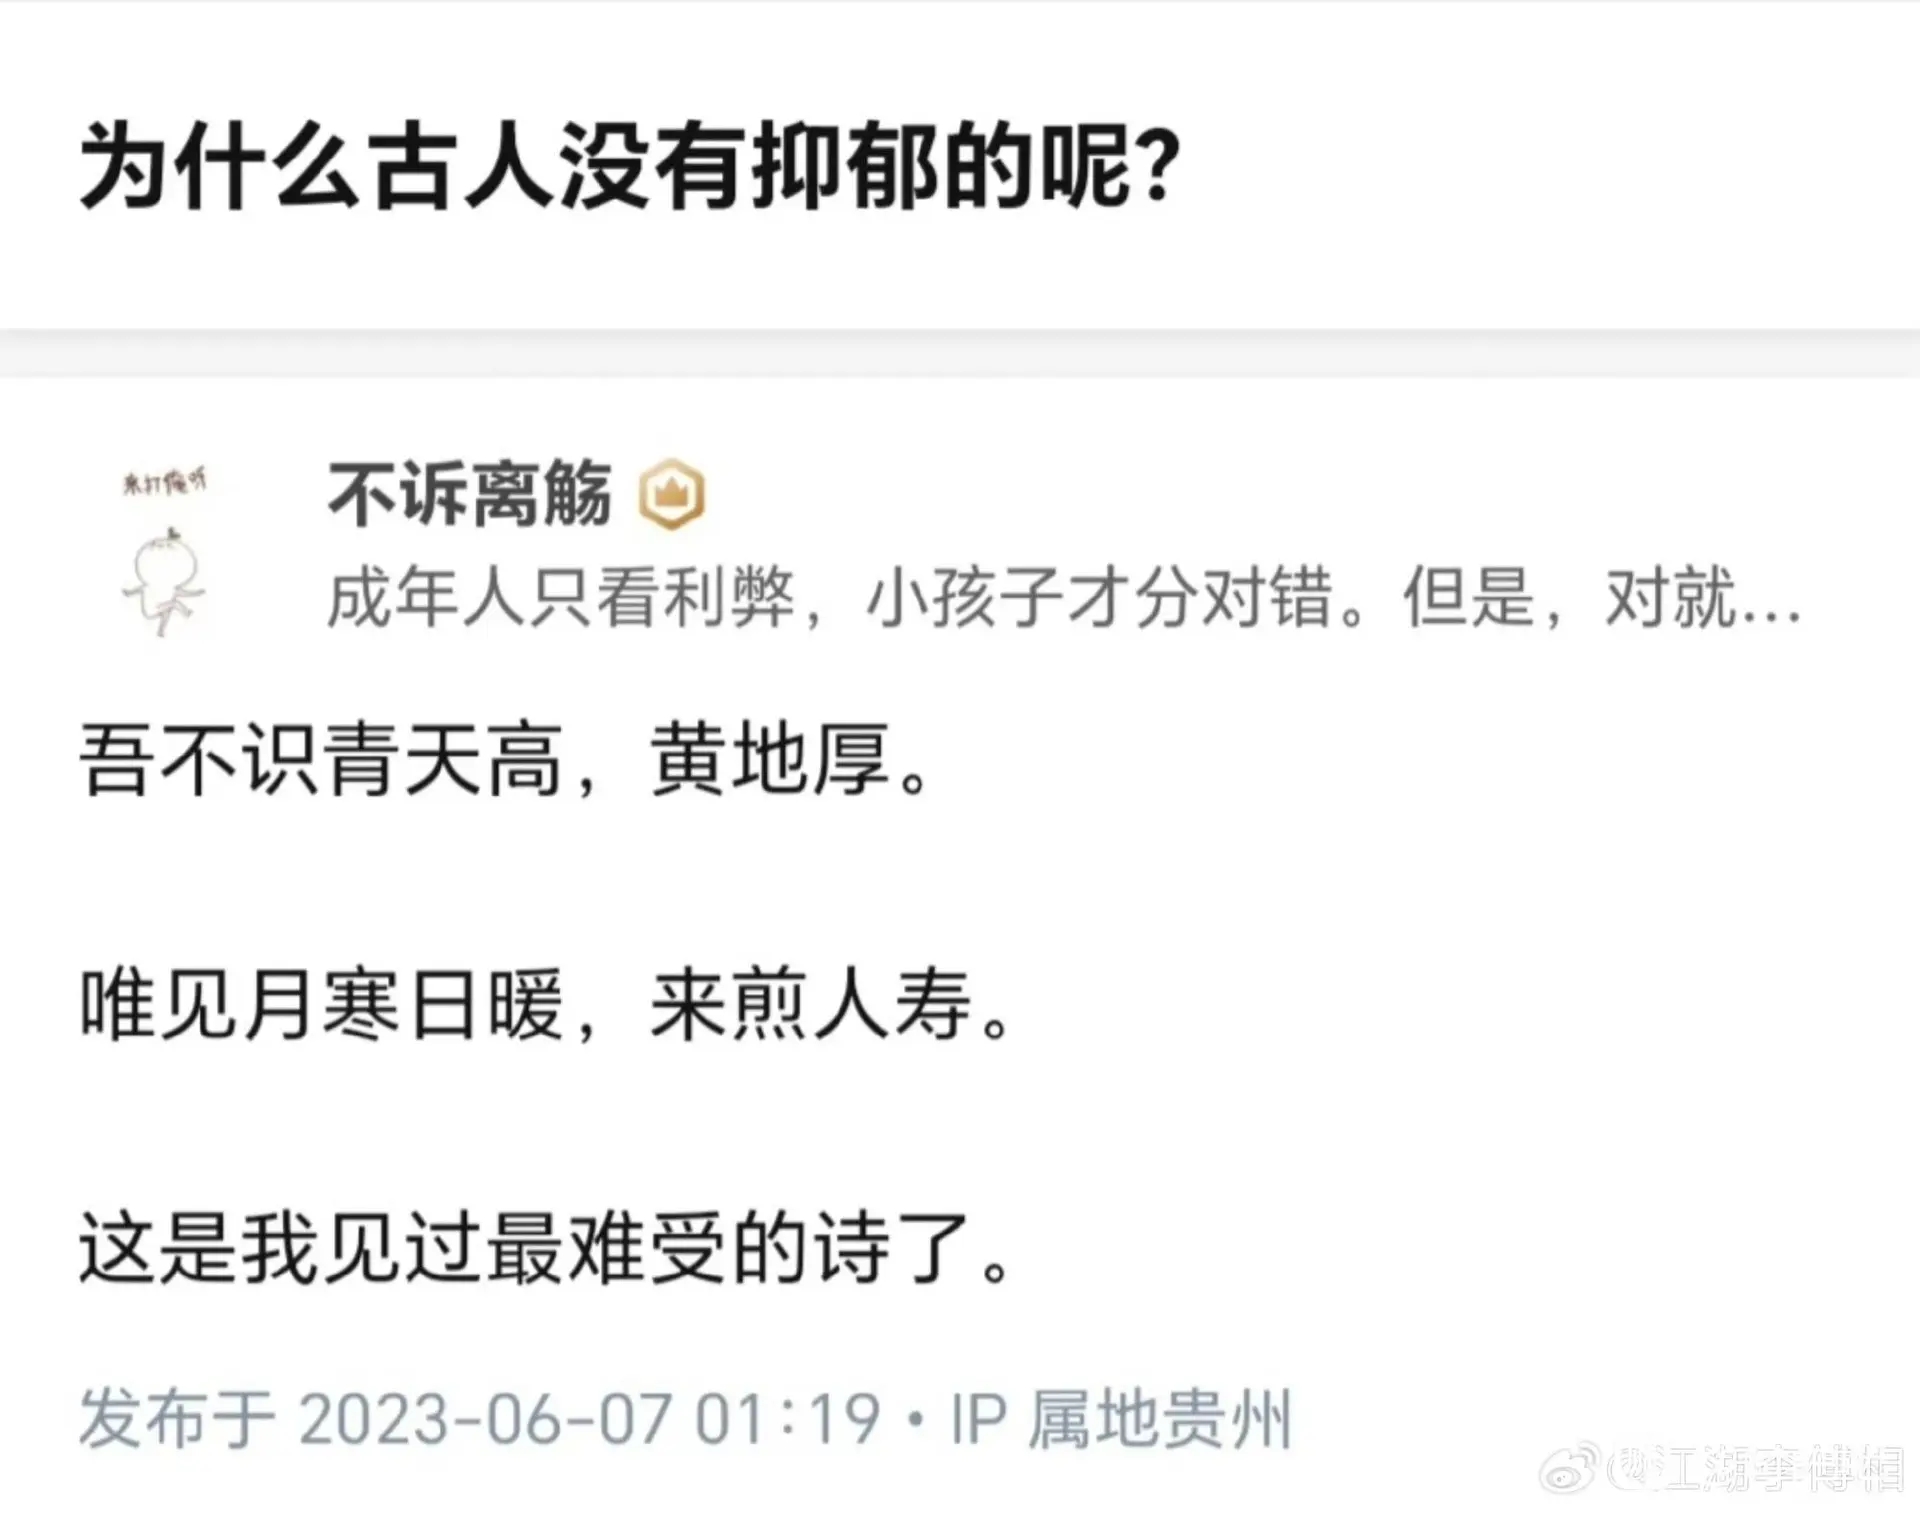 为什么古人没有抑郁的呢？
来打俺呀
不诉离觞
成年人只看利弊，小孩子才分对错。但是，对就...
吾不识青天高，黄地厚。
唯见月寒日暖，来煎人寿。
这是我见过最难受的诗了。
发布于 2023-06-07 01:19 · IP 属地贵州
@江湖李傅相